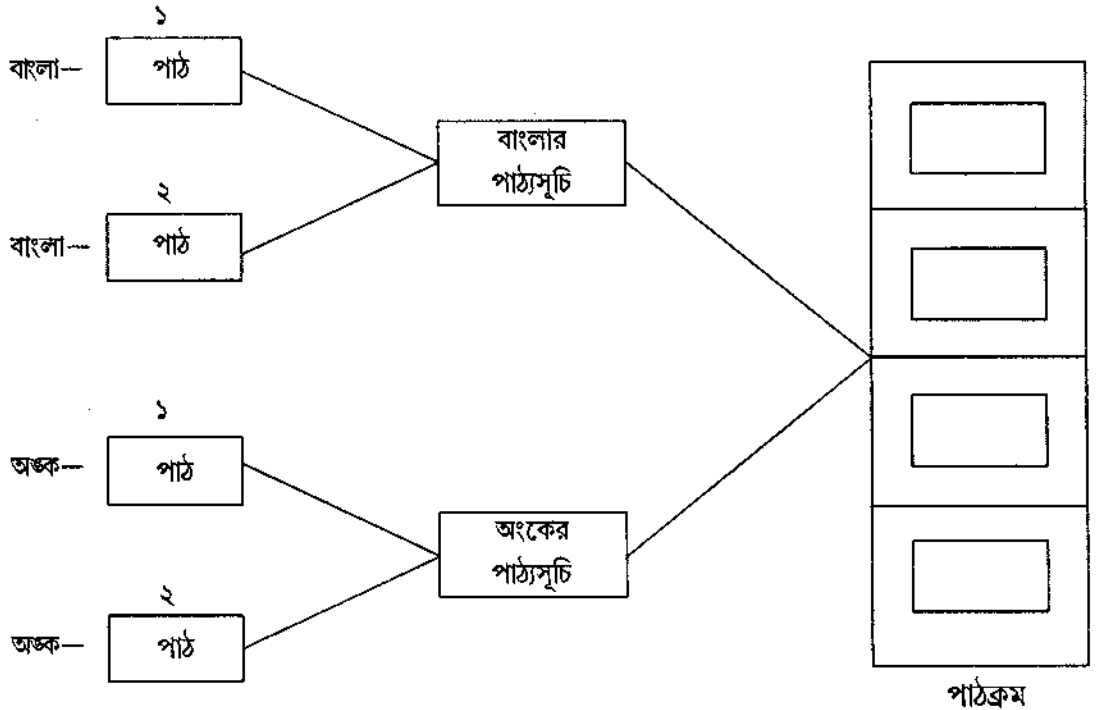 ১
বাংলা— পাঠ
বাংলার
পাঠ্যসূচি
২
বাংলা— পাঠ
১
অঙ্ক— পাঠ
অংকের
পাঠ্যসূচি
২
অঙ্ক— পাঠ
পাঠক্রম